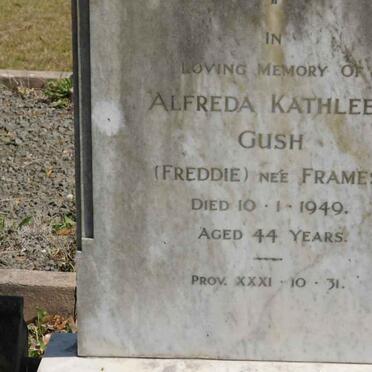 IN
LOVING MEMORY OF
ALFREDA KATHLEE
GUSH
(FREDDIE) NÉE FRAMES
DIED 10 · 1 · 1949.
AGED 44 YEARS.
PROV. XXXI · 10 · 31.